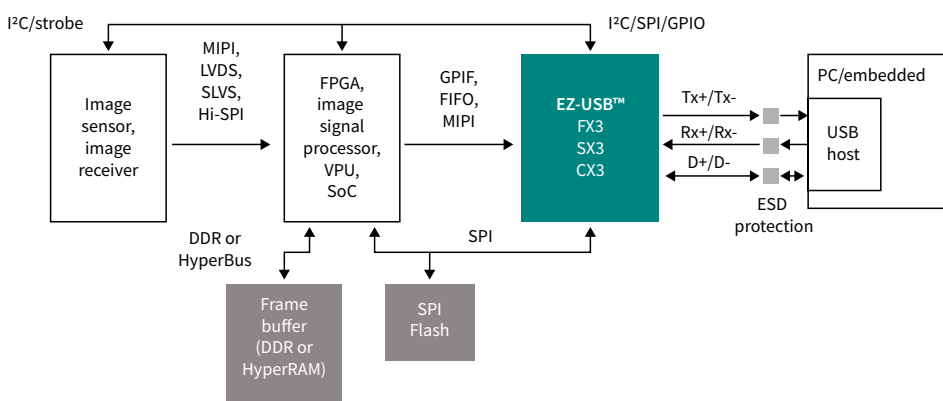 I²C/strobe
I²C/SPI/GPIO
Image
sensor,
image
receiver
MIPI,
LVDS,
SLVS,
Hi-SPI
FPGA,
image
signal
processor,
VPU,
SoC
GPIF,
FIFO,
MIPI
EZ-USB™
FX3
SX3
CX3
Tx+/Tx-
Rx+/Rx-
D+/D-
ESD
protection
PC/embedded
USB
host
DDR or
HyperBus
SPI
Frame
buffer
(DDR or
HyperRAM)
SPI
Flash